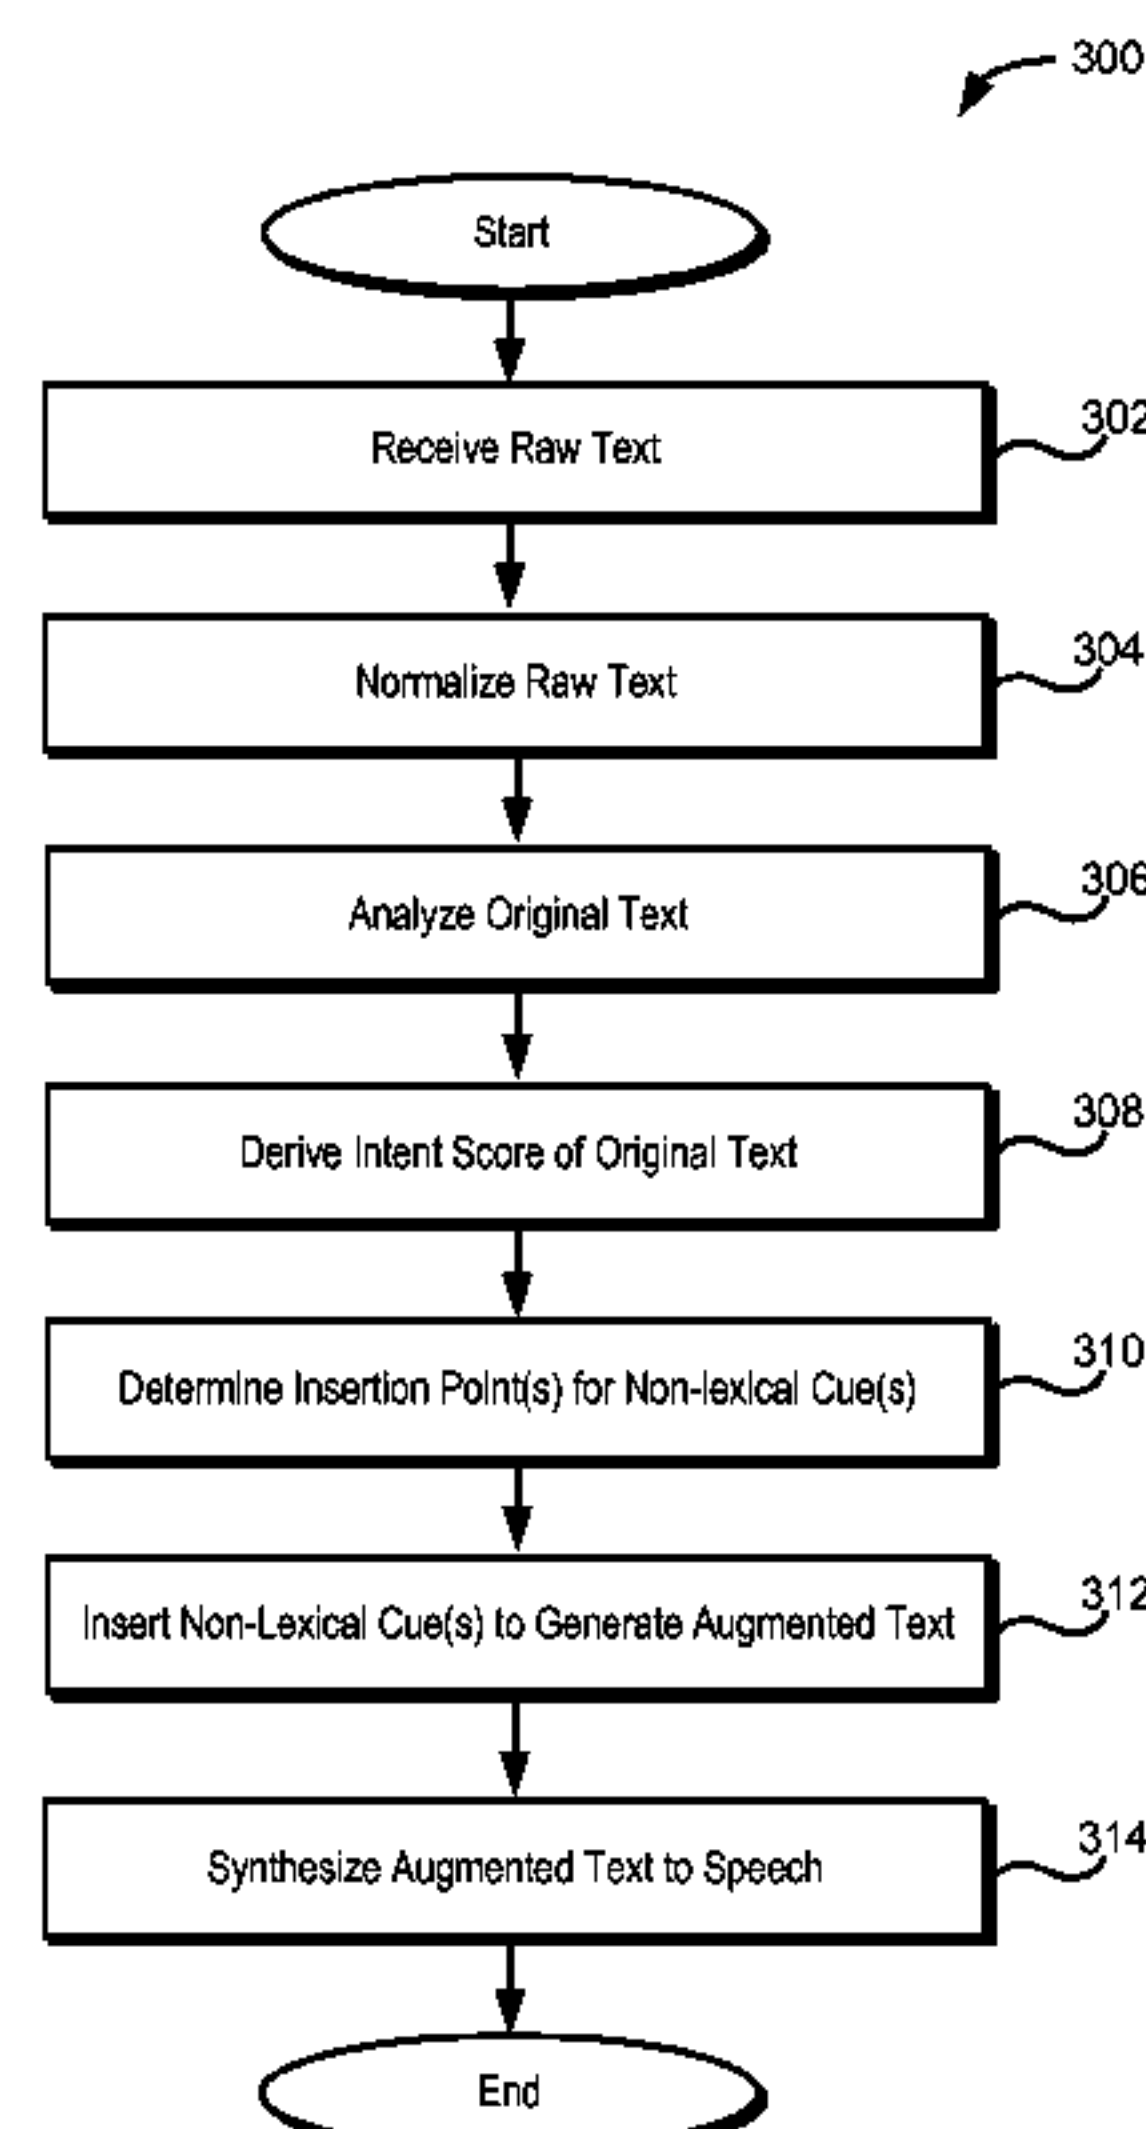 300
Start
Receive Raw Text
302
Normalize Raw Text
304
Analyze Original Text
306
Derive Intent Score of Original Text
308
Determine Insertion Point(s) for Non-lexical Cue(s)
310
Insert Non-Lexical Cue(s) to Generate Augmented Text
312
Synthesize Augmented Text to Speech
314
End